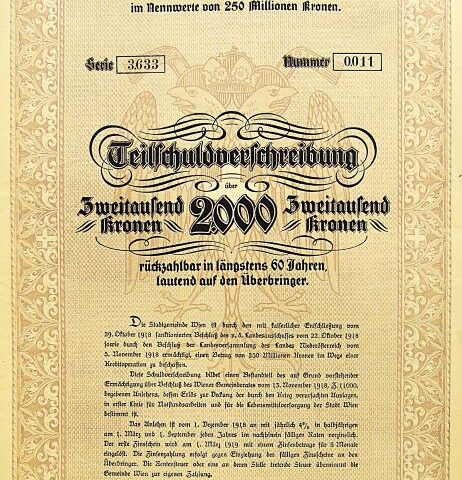 im Nennwerte von 250 Millionen Kronen.
Serie 3.633 Nummer 0.011
Teilschuldverschreibung
über
Zweitausend Kronen 2.000 Zweitausend Kronen
rückzahlbar in längstens 60 Jahren,
lautend auf den Überbringer.
Die Stadtgemeinde Wien ist durch den mit kaiserlicher Entschließung vom
29. Oktober 1918 sanktionierten Beschluß des n. ö. Landesausschusses vom 22. Oktober 1918
sowie durch den Beschluß der Landesversammlung des Landes Niederösterreich vom
5. November 1918 ermächtigt, einen Betrag von 250 Millionen Kronen im Wege einer
Kreditoperation zu beschaffen.
Diese Schuldverschreibung bildet einen Bestandteil des auf Grund vorstehender
Ermächtigung über Beschluß des Wiener Gemeinderates vom 13. November 1918, Z. 11000,
begebenen Anlehens, dessen Erlös zur Deckung der durch den Krieg verursachten Auslagen,
in erster Linie für Notstandsarbeiten und für die Lebensmittelversorgung der Stadt Wien
bestimmt ist.
Das Anlehen ist vom 1. Dezember 1918 an mit jährlich 4% in halbjährigen
am 1. März und 1. September jeden Jahres im nachhinein fälligen Raten verzinslich.
Der erste Zinsschein wird am 1. März 1919 mit einem Zinsenbetrage für 3 Monate
eingelöst. Die Zinsenzahlung erfolgt gegen Einziehung der fälligen Zinsscheine an den
Überbringer. Die Rentensteuer oder eine an deren Stelle tretende Steuer übernimmt die
Gemeinde Wien zur eigenen Zahlung.